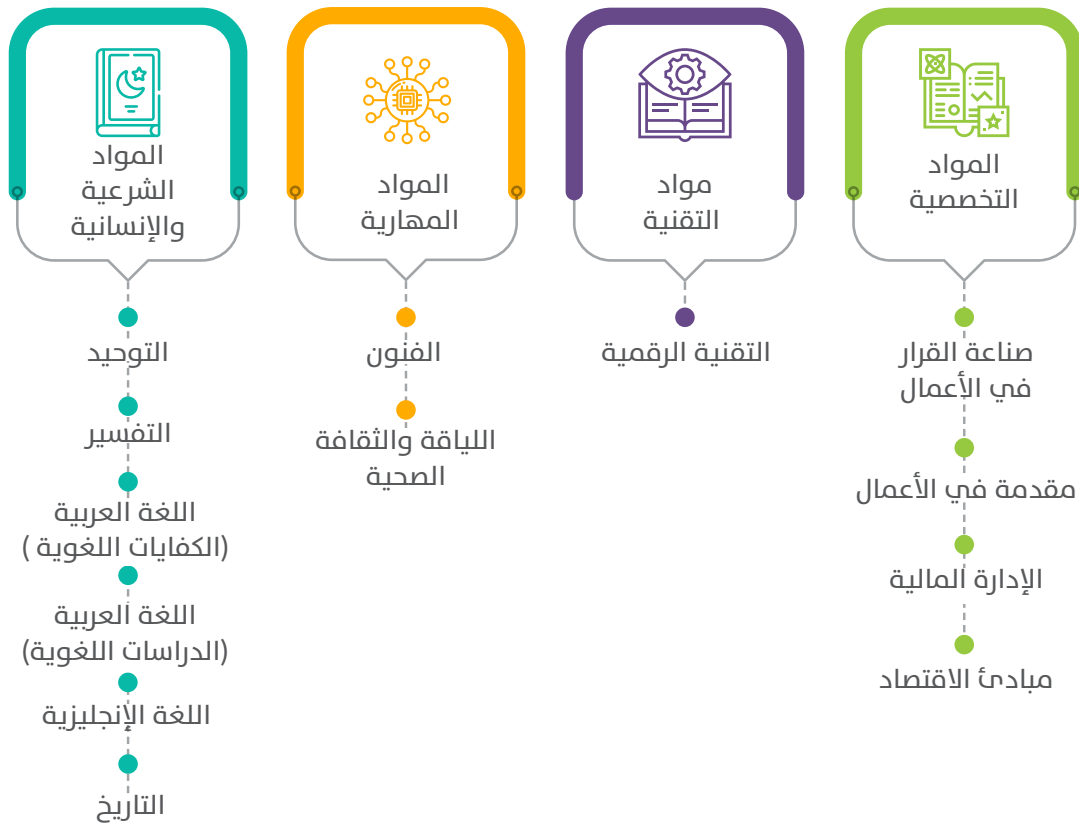 المواد
التخصصية
صناعة القرار
في الأعمال
مقدمة في الأعمال
الإدارة المالية
مبادئ الاقتصاد
مواد
التقنية
التقنية الرقمية
المواد
المهارية
الفنون
اللياقة والثقافة
الصحية
المواد
الشرعية
والإنسانية
التوحيد
التفسير
اللغة العربية
(الكفايات اللغوية )
اللغة العربية
(الدراسات اللغوية)
اللغة الإنجليزية
التاريخ